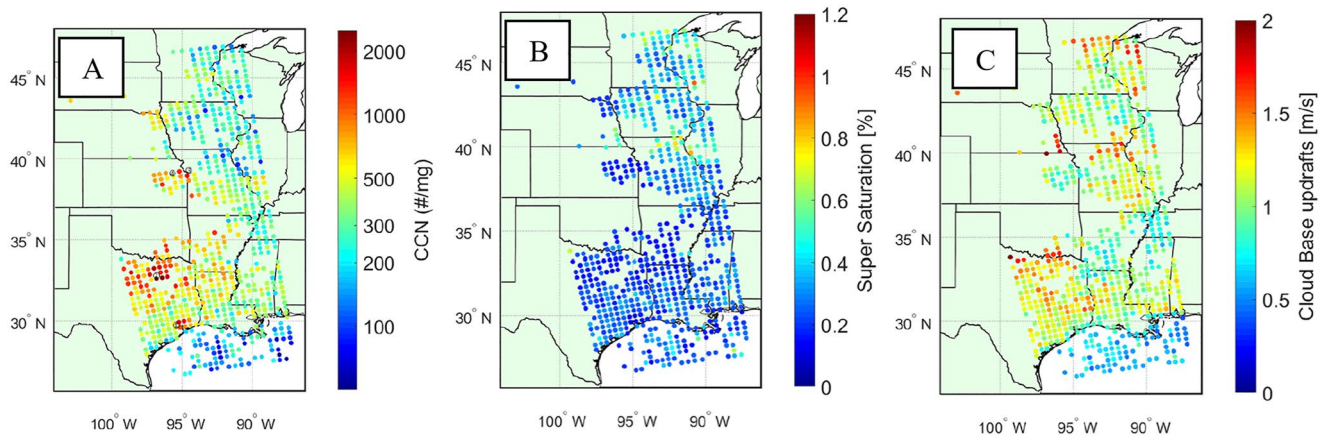 A
45° N
40° N
35° N
30° N
100° W 95° W 90° W
2000
1000
500
300
200
100
CCN (#/mg)
B
45° N
40° N
35° N
30° N
100° W 95° W 90° W
1.2
1
0.8
0.6
0.4
0.2
0
Super Saturation [%]
C
45° N
40° N
35° N
30° N
100° W 95° W 90° W
2
1.5
1
0.5
0
Cloud Base updrafts [m/s]